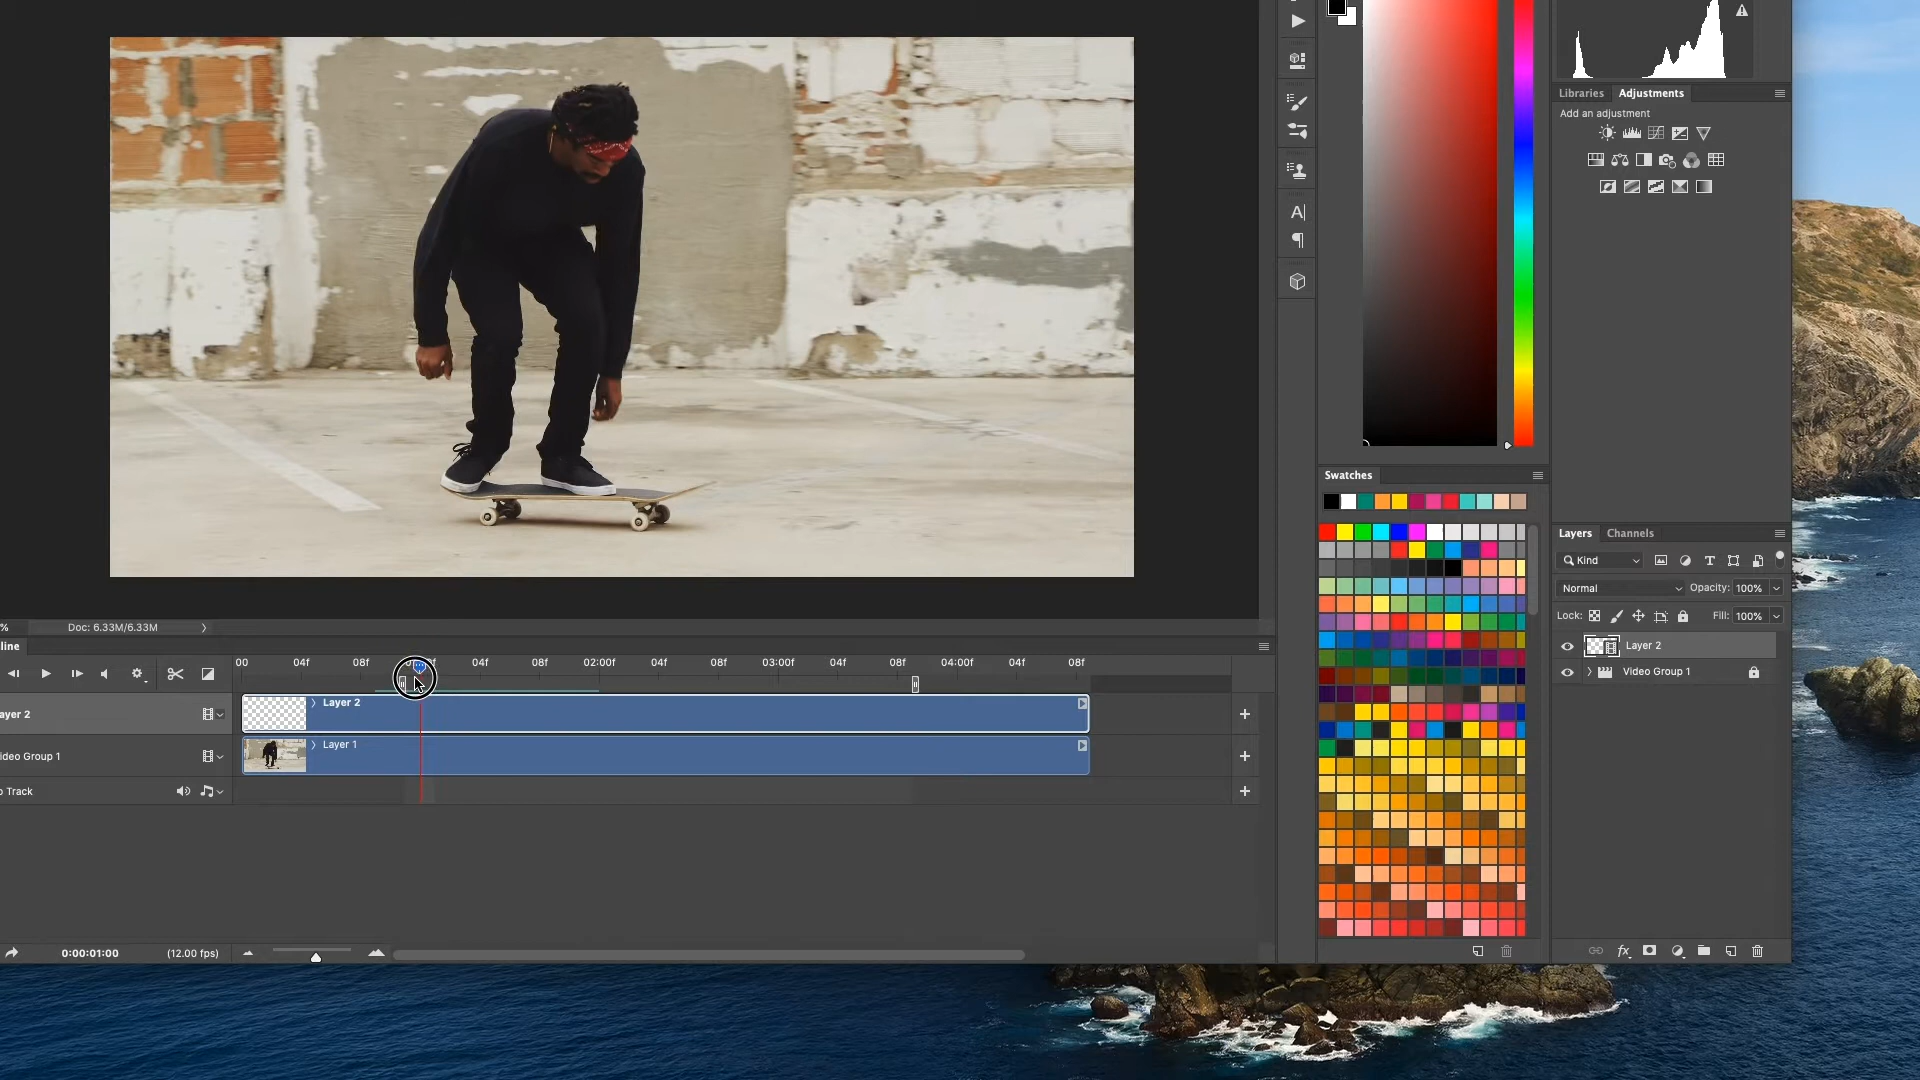 Libraries Adjustments
Add an adjustment
Swatches
Layers Channels
Kind
Normal Opacity: 100%
Lock: Fill: 100%
Layer 2
Video Group 1
% Doc: 6.33M/6.33M
line
00 04f 08f 04f 08f 02:00f 04f 08f 03:00f 04f 08f 04:00f 04f 08f
ayer 2 Layer 2
ideo Group 1 Layer 1
o Track
0:00:01:00 (12.00 fps)